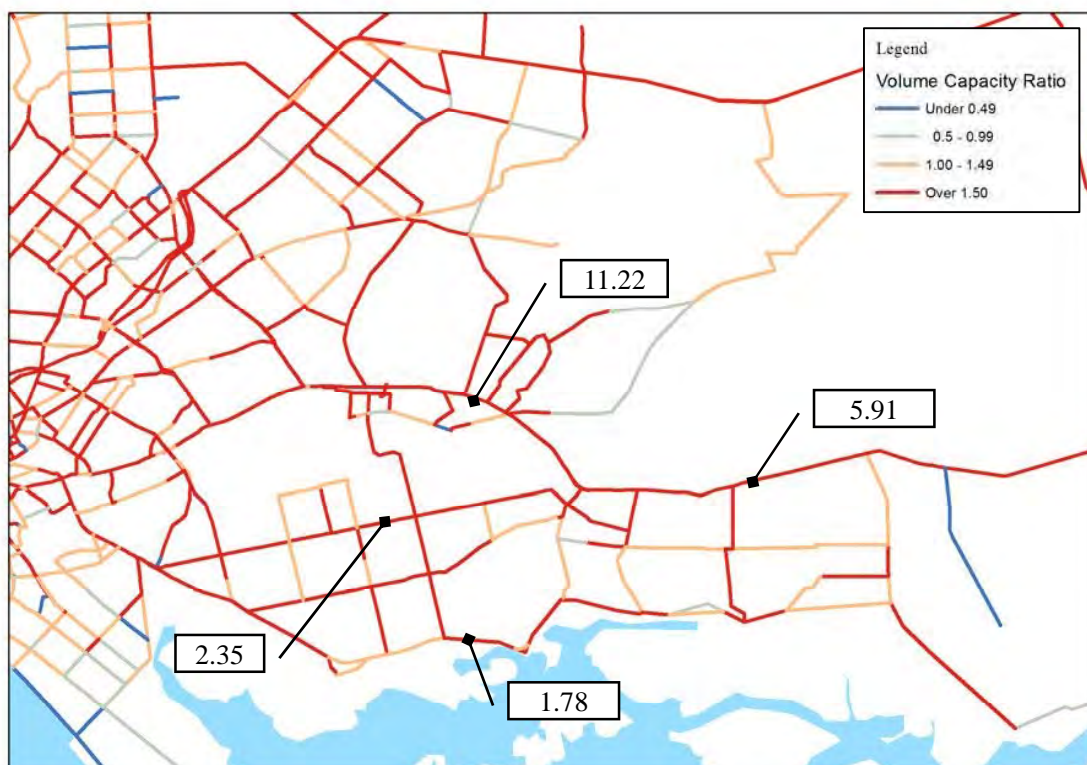 Legend
Volume Capacity Ratio
Under 0.49
0.5 - 0.99
1.00 - 1.49
Over 1.50
11.22
5.91
2.35
1.78